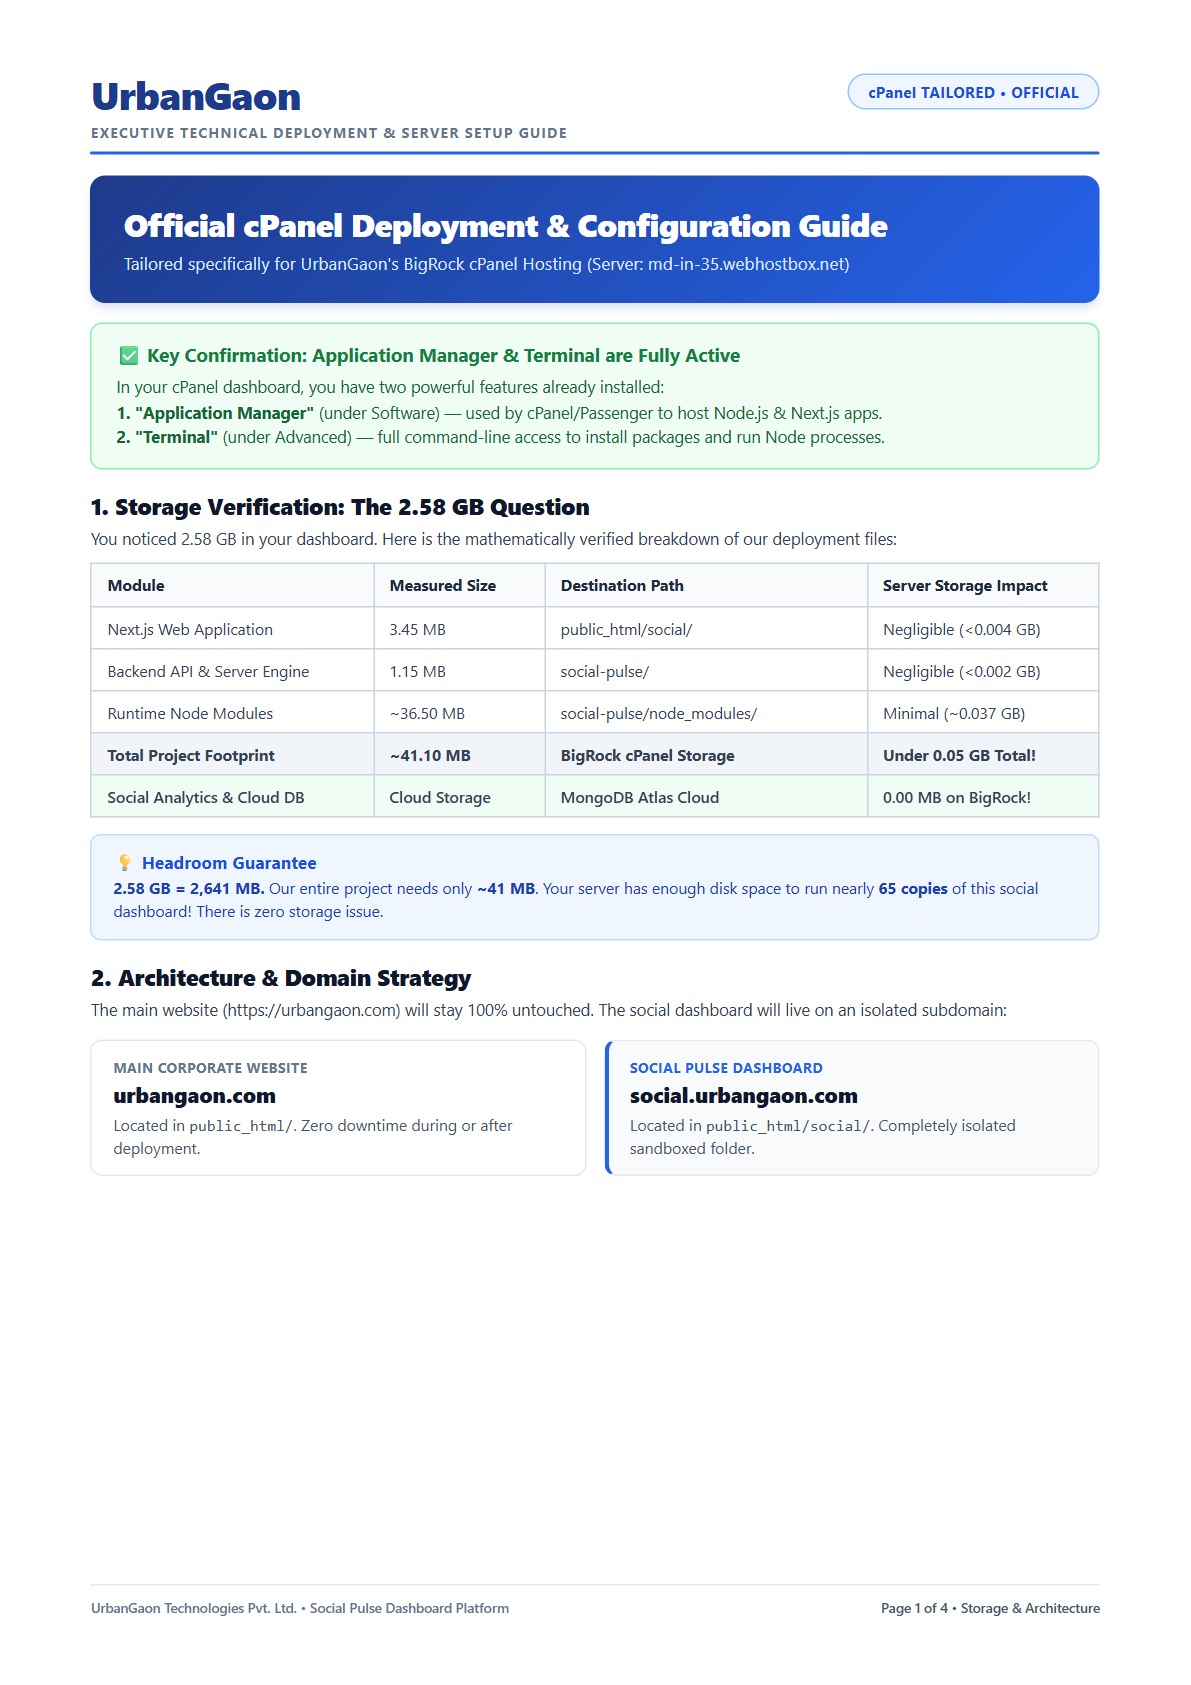 UrbanGaon
cPanel TAILORED • OFFICIAL
EXECUTIVE TECHNICAL DEPLOYMENT & SERVER SETUP GUIDE
Official cPanel Deployment & Configuration Guide
Tailored specifically for UrbanGaon's BigRock cPanel Hosting (Server: md-in-35.webhostbox.net)
✅ Key Confirmation: Application Manager & Terminal are Fully Active
In your cPanel dashboard, you have two powerful features already installed:
1. "Application Manager" (under Software) — used by cPanel/Passenger to host Node.js & Next.js apps.
2. "Terminal" (under Advanced) — full command-line access to install packages and run Node processes.
1. Storage Verification: The 2.58 GB Question
You noticed 2.58 GB in your dashboard. Here is the mathematically verified breakdown of our deployment files:
Module Measured Size Destination Path Server Storage Impact
Next.js Web Application 3.45 MB public_html/social/ Negligible (<0.004 GB)
Backend API & Server Engine 1.15 MB social-pulse/ Negligible (<0.002 GB)
Runtime Node Modules ~36.50 MB social-pulse/node_modules/ Minimal (~0.037 GB)
Total Project Footprint ~41.10 MB BigRock cPanel Storage Under 0.05 GB Total!
Social Analytics & Cloud DB Cloud Storage MongoDB Atlas Cloud 0.00 MB on BigRock!
💡 Headroom Guarantee
2.58 GB = 2,641 MB. Our entire project needs only ~41 MB. Your server has enough disk space to run nearly 65 copies of this social
dashboard! There is zero storage issue.
2. Architecture & Domain Strategy
The main website (https://urbangaon.com) will stay 100% untouched. The social dashboard will live on an isolated subdomain:
MAIN CORPORATE WEBSITE
urbangaon.com
Located in public_html/. Zero downtime during or after
deployment.
SOCIAL PULSE DASHBOARD
social.urbangaon.com
Located in public_html/social/. Completely isolated
sandboxed folder.
UrbanGaon Technologies Pvt. Ltd. • Social Pulse Dashboard Platform
Page 1 of 4 • Storage & Architecture